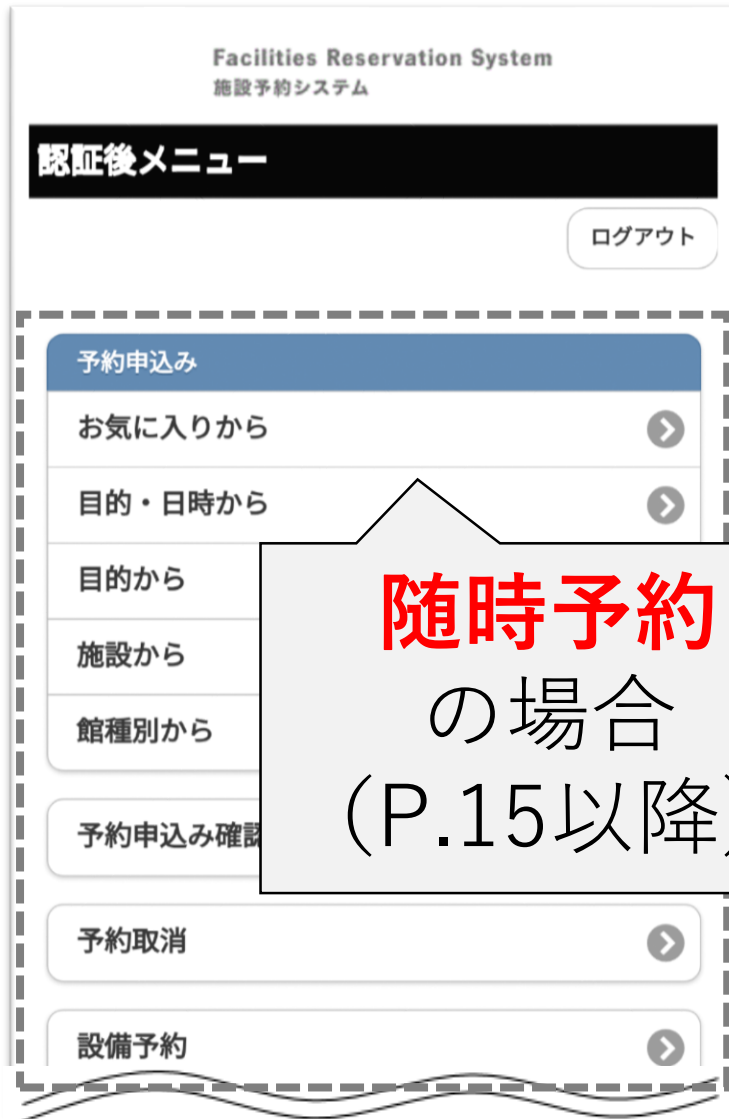 Facilities Reservation System
施設予約システム
認証後メニュー
ログアウト
予約申込み
お気に入りから
目的・日時から
目的から
施設から
館種別から
随時予約
の場合
（P.15以降）
予約申込み確認
予約取消
設備予約